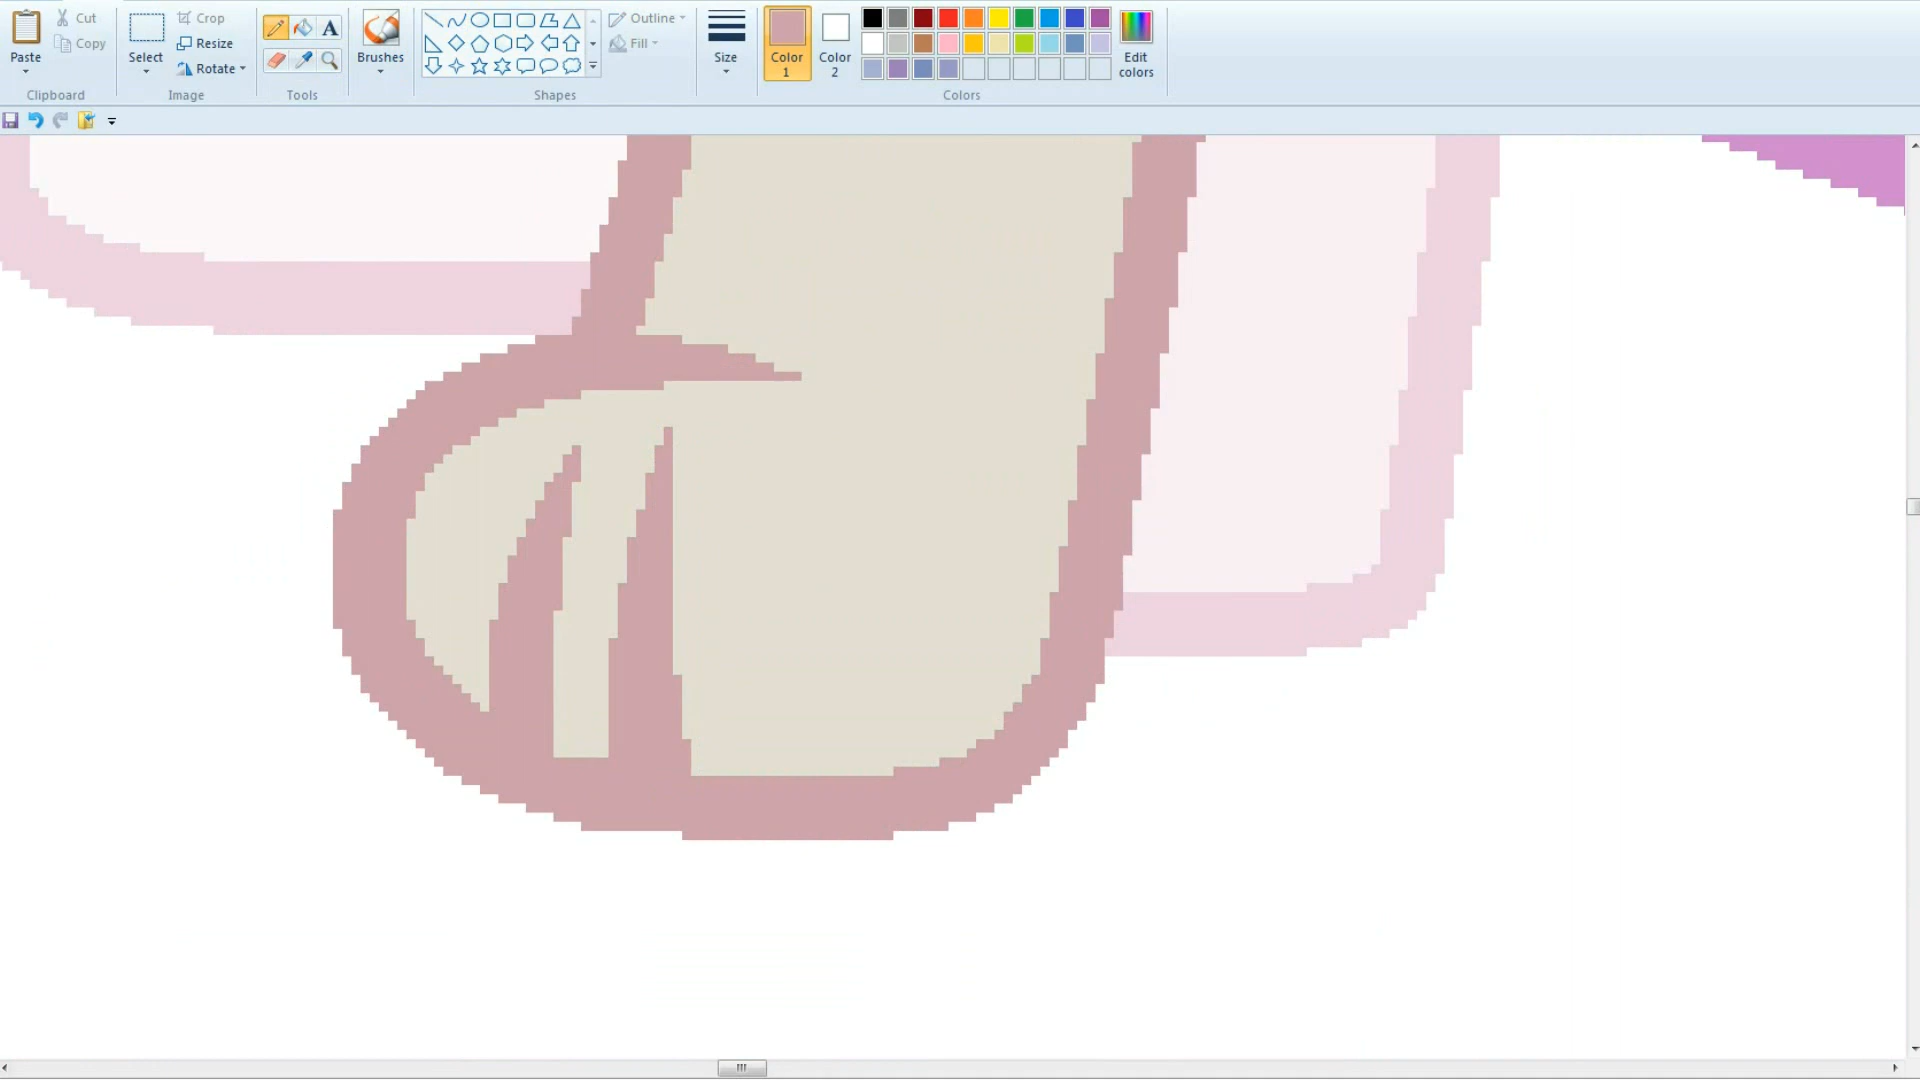 Paste
Cut
Copy
Clipboard
Select
Crop
Resize
Rotate
Image
A
Tools
Brushes
Shapes
Outline
Fill
Size
Color 1
Color 2
Edit colors
Colors